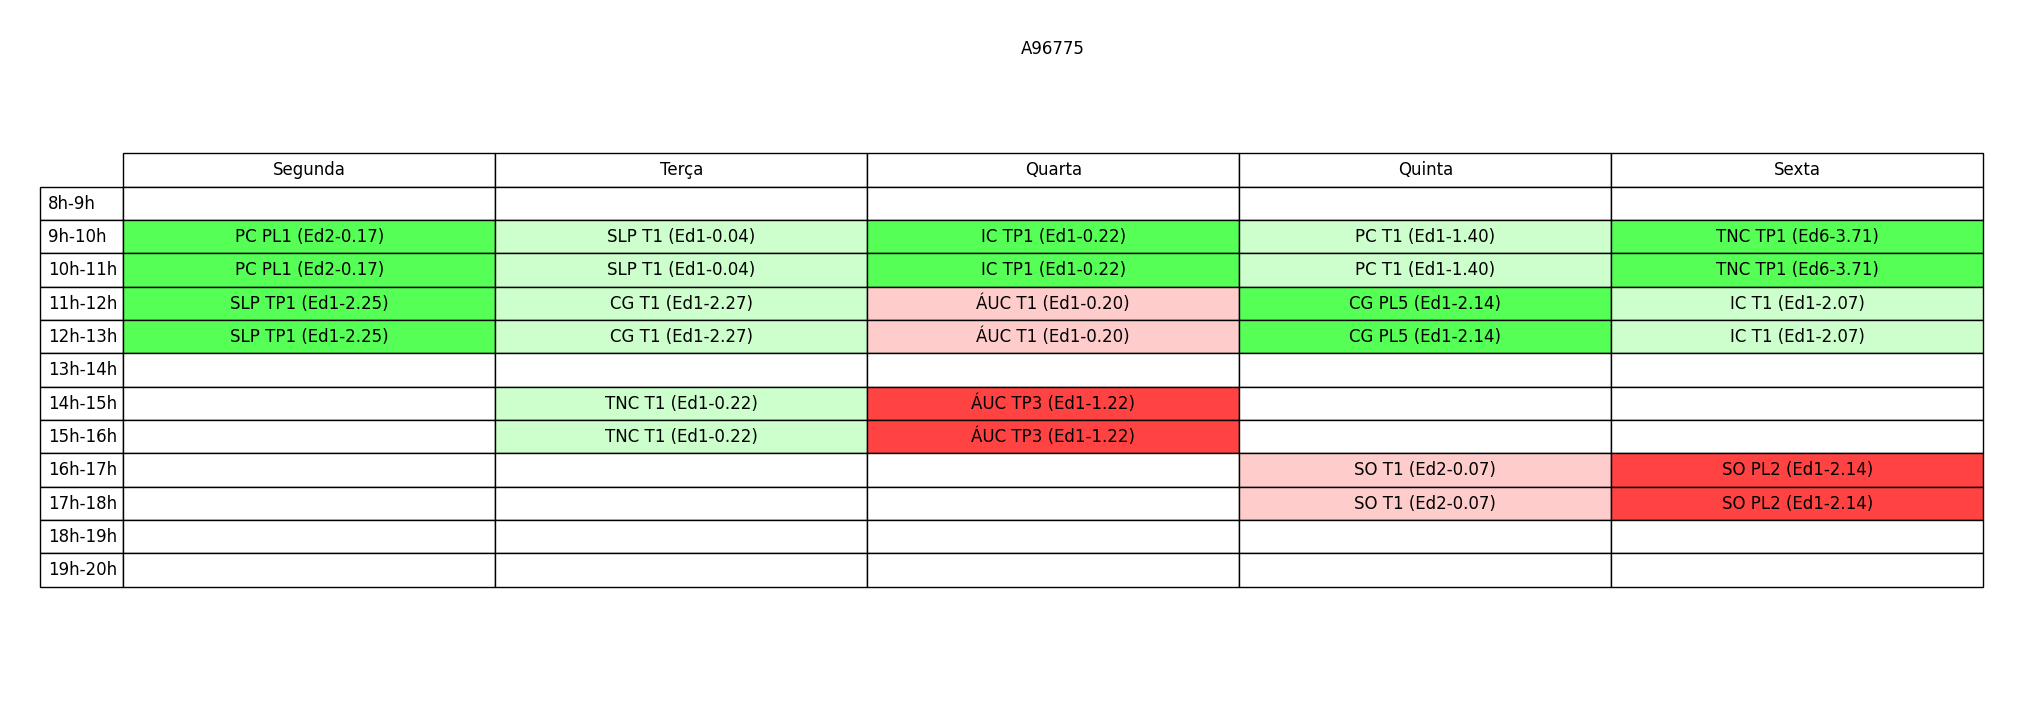 A96775
Segunda Terça Quarta Quinta Sexta
8h-9h
9h-10h PC PL1 (Ed2-0.17) SLP T1 (Ed1-0.04) IC TP1 (Ed1-0.22) PC T1 (Ed1-1.40) TNC TP1 (Ed6-3.71)
10h-11h PC PL1 (Ed2-0.17) SLP T1 (Ed1-0.04) IC TP1 (Ed1-0.22) PC T1 (Ed1-1.40) TNC TP1 (Ed6-3.71)
11h-12h SLP TP1 (Ed1-2.25) CG T1 (Ed1-2.27) ÁUC T1 (Ed1-0.20) CG PL5 (Ed1-2.14) IC T1 (Ed1-2.07)
12h-13h SLP TP1 (Ed1-2.25) CG T1 (Ed1-2.27) ÁUC T1 (Ed1-0.20) CG PL5 (Ed1-2.14) IC T1 (Ed1-2.07)
13h-14h
14h-15h TNC T1 (Ed1-0.22) ÁUC TP3 (Ed1-1.22)
15h-16h TNC T1 (Ed1-0.22) ÁUC TP3 (Ed1-1.22)
16h-17h SO T1 (Ed2-0.07) SO PL2 (Ed1-2.14)
17h-18h SO T1 (Ed2-0.07) SO PL2 (Ed1-2.14)
18h-19h
19h-20h